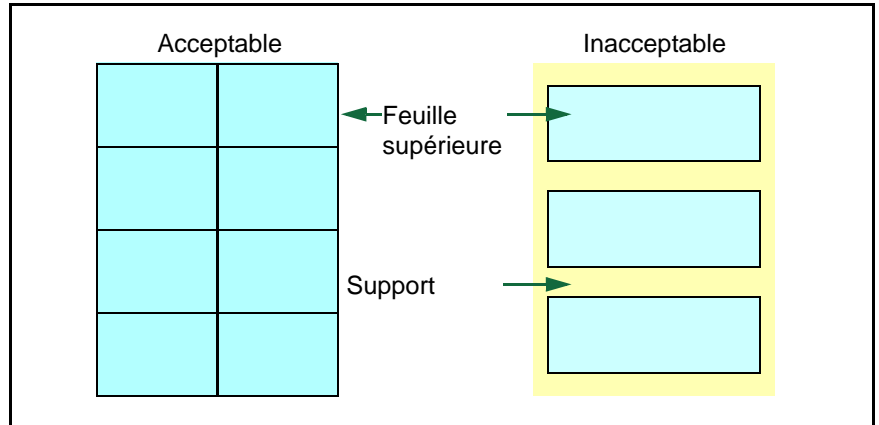 Acceptable
Inacceptable
Feuille
supérieure
Support